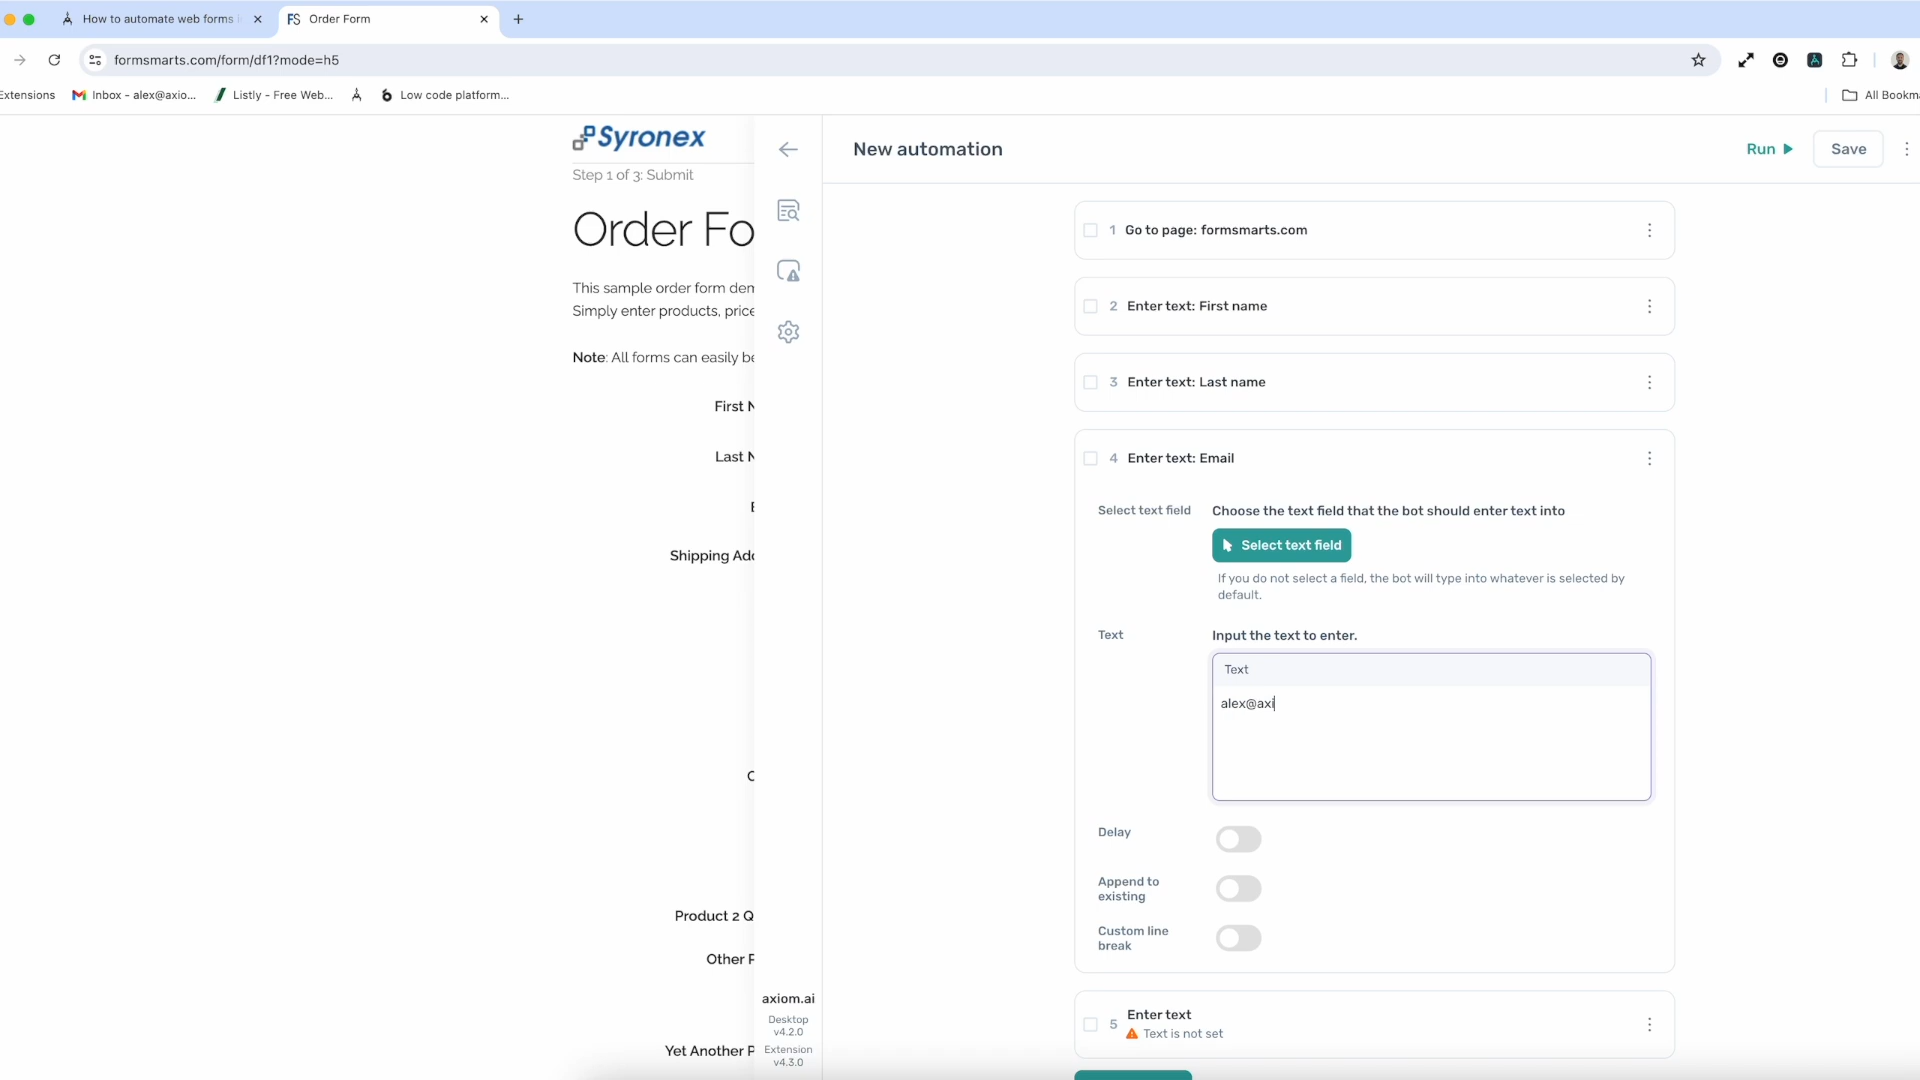 How to automate web forms i
FS Order Form
formsmarts.com/form/df1?mode=h5
Extensions
Inbox - alex@axio...
Listly - Free Web...
Low code platform...
All Bookma
Syronex
Step 1 of 3: Submit
Order Fo
This sample order form dem
Simply enter products, price
Note: All forms can easily be
First N
Last N
E
Shipping Add
C
Product 2 Q
Other P
Yet Another P
axiom.ai
Desktop
v4.2.0
Extension
v4.3.0
New automation
Run
Save
1 Go to page: formsmarts.com
2 Enter text: First name
3 Enter text: Last name
4 Enter text: Email
Select text field
Choose the text field that the bot should enter text into
Select text field
If you do not select a field, the bot will type into whatever is selected by
default.
Text
Input the text to enter.
Text
alex@axi
Delay
Append to
existing
Custom line
break
5 Enter text
Text is not set